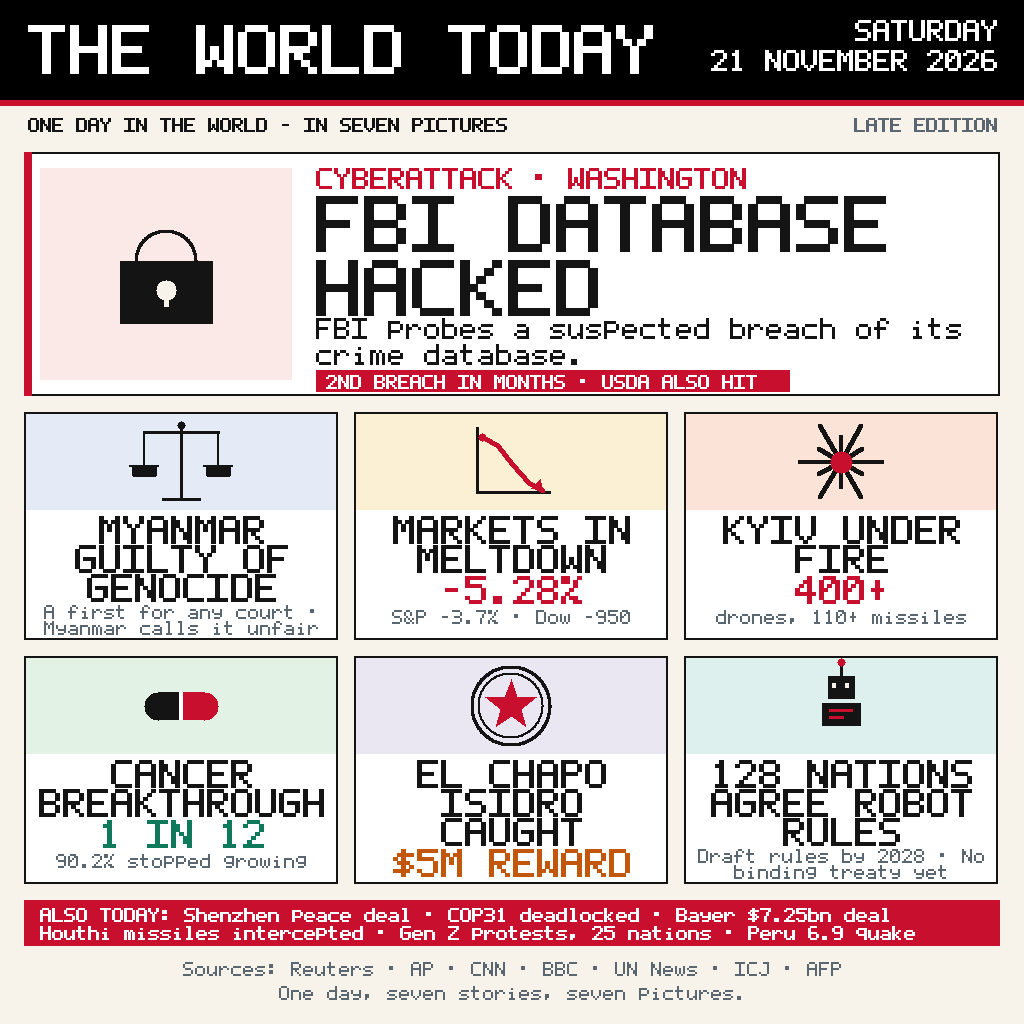 THE WORLD TODAY
SATURDAY
21 NOVEMBER 2026
ONE DAY IN THE WORLD - IN SEVEN PICTURES
LATE EDITION
CYBERATTACK · WASHINGTON
FBI DATABASE
HACKED
FBI Probes a susPected breach of its
crime database.
2ND BREACH IN MONTHS · USDA ALSO HIT
MYANMAR
GUILTY OF
GENOCIDE
A first for any court ·
Myanmar calls it unfair
MARKETS IN
MELTDOWN
-5.28%
S&P -3.7% · Dow -950
KYIV UNDER
FIRE
400+
drones, 110+ missiles
CANCER
BREAKTHROUGH
1 IN 12
90.2% stoPPed growing
EL CHAPO
ISIDRO
CAUGHT
$5M REWARD
128 NATIONS
AGREE ROBOT
RULES
Draft rules by 2028 · No
binding treaty yet
ALSO TODAY: Shenzhen Peace deal · COP31 deadlocked · Bayer $7.25bn deal
Houthi missiles intercePted · Gen Z Protests, 25 nations · Peru 6.9 quake
Sources: Reuters · AP · CNN · BBC · UN News · ICJ · AFP
One day, seven stories, seven Pictures.